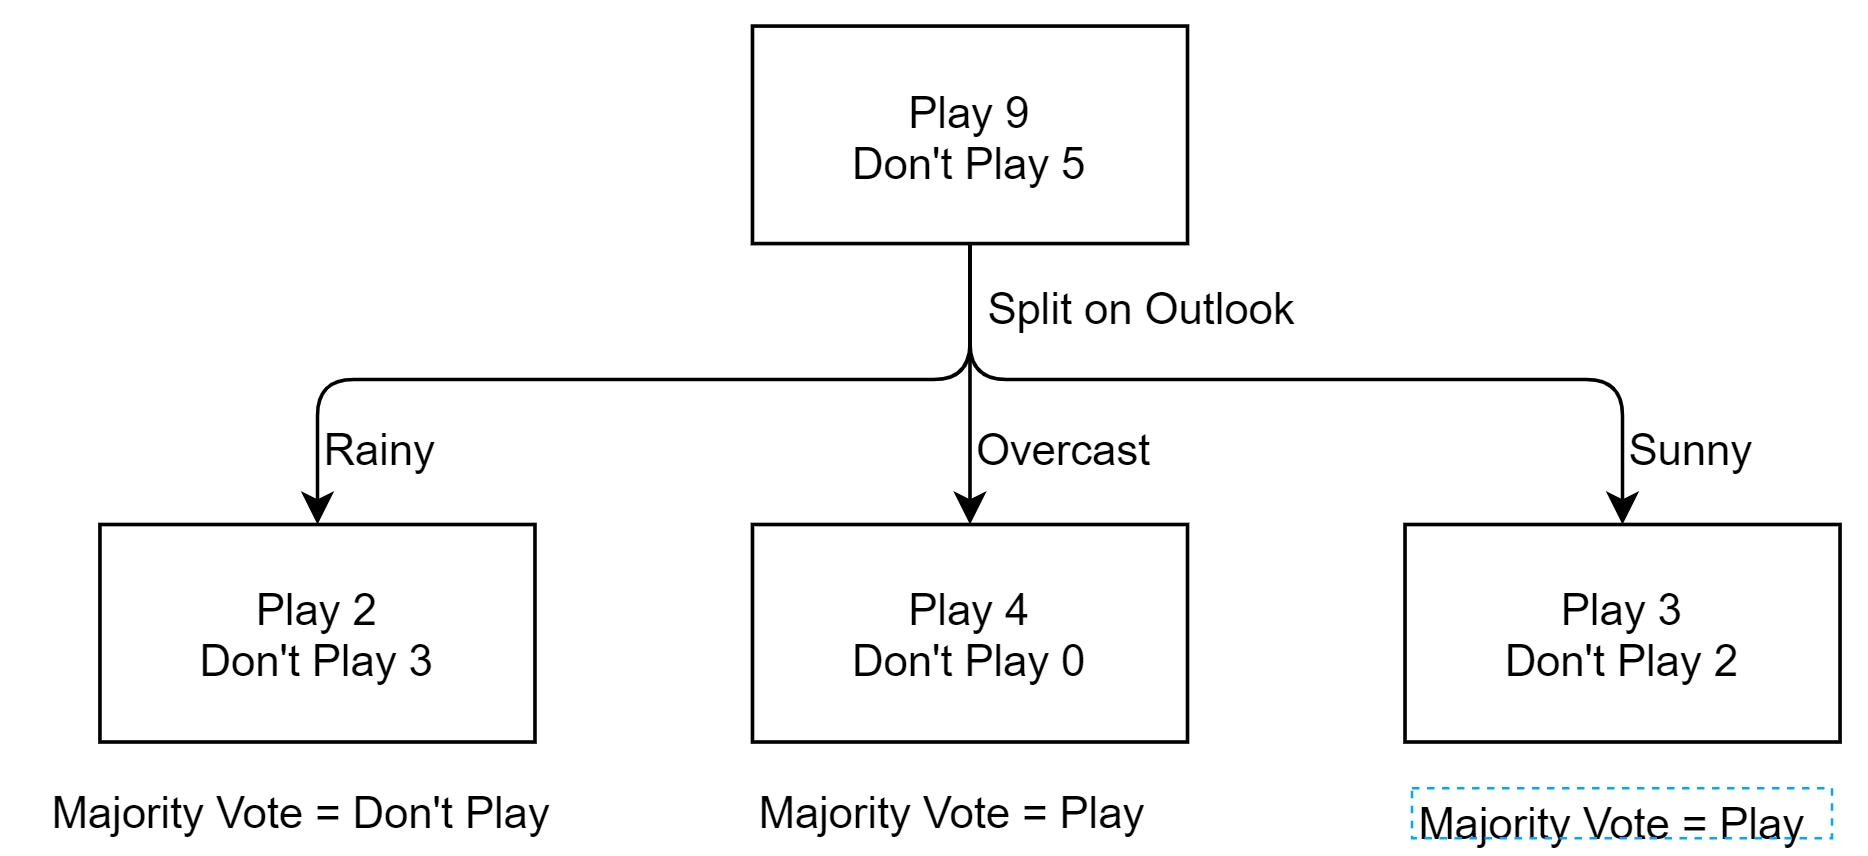 Play 9
Don't Play 5
Split on Outlook
Rainy
Overcast
Sunny
Play 2
Don't Play 3
Play 4
Don't Play 0
Play 3
Don't Play 2
Majority Vote = Don't Play
Majority Vote = Play
Majority Vote = Play